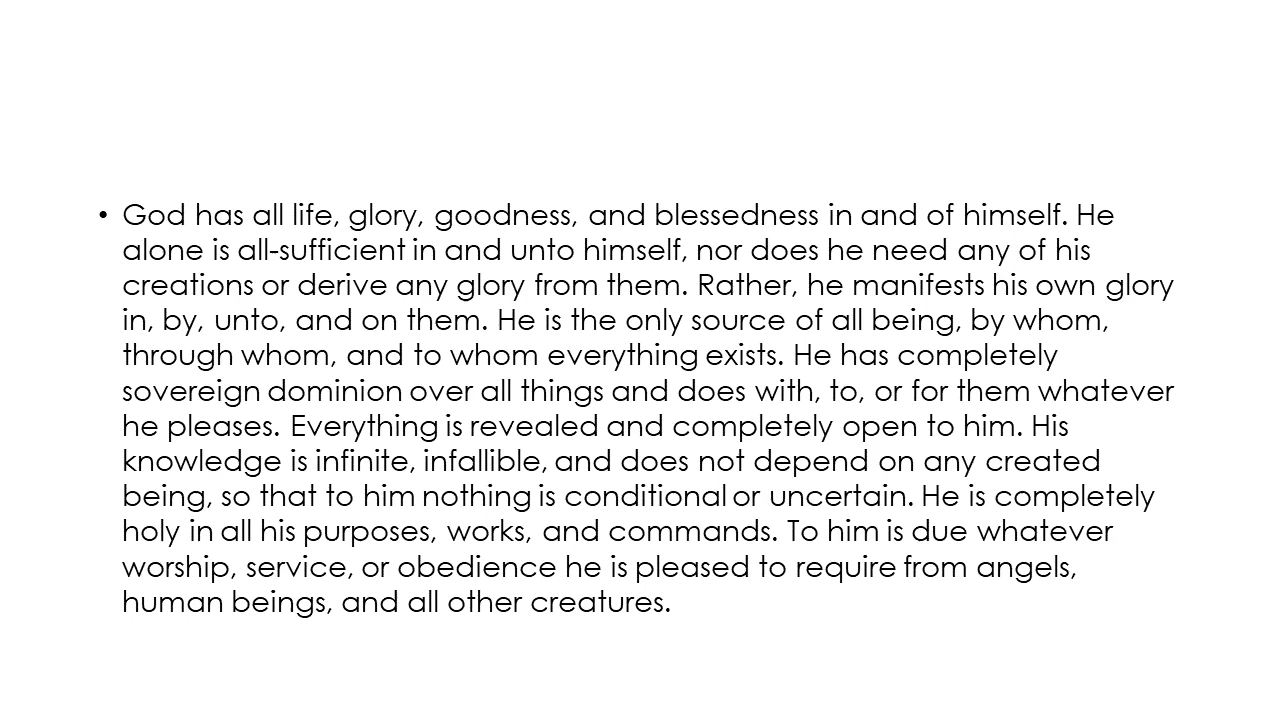 • God has all life, glory, goodness, and blessedness in and of himself. He
alone is all-sufficient in and unto himself, nor does he need any of his
creations or derive any glory from them. Rather, he manifests his own glory
in, by, unto, and on them. He is the only source of all being, by whom,
through whom, and to whom everything exists. He has completely
sovereign dominion over all things and does with, to, or for them whatever
he pleases. Everything is revealed and completely open to him. His
knowledge is infinite, infallible, and does not depend on any created
being, so that to him nothing is conditional or uncertain. He is completely
holy in all his purposes, works, and commands. To him is due whatever
worship, service, or obedience he is pleased to require from angels,
human beings, and all other creatures.